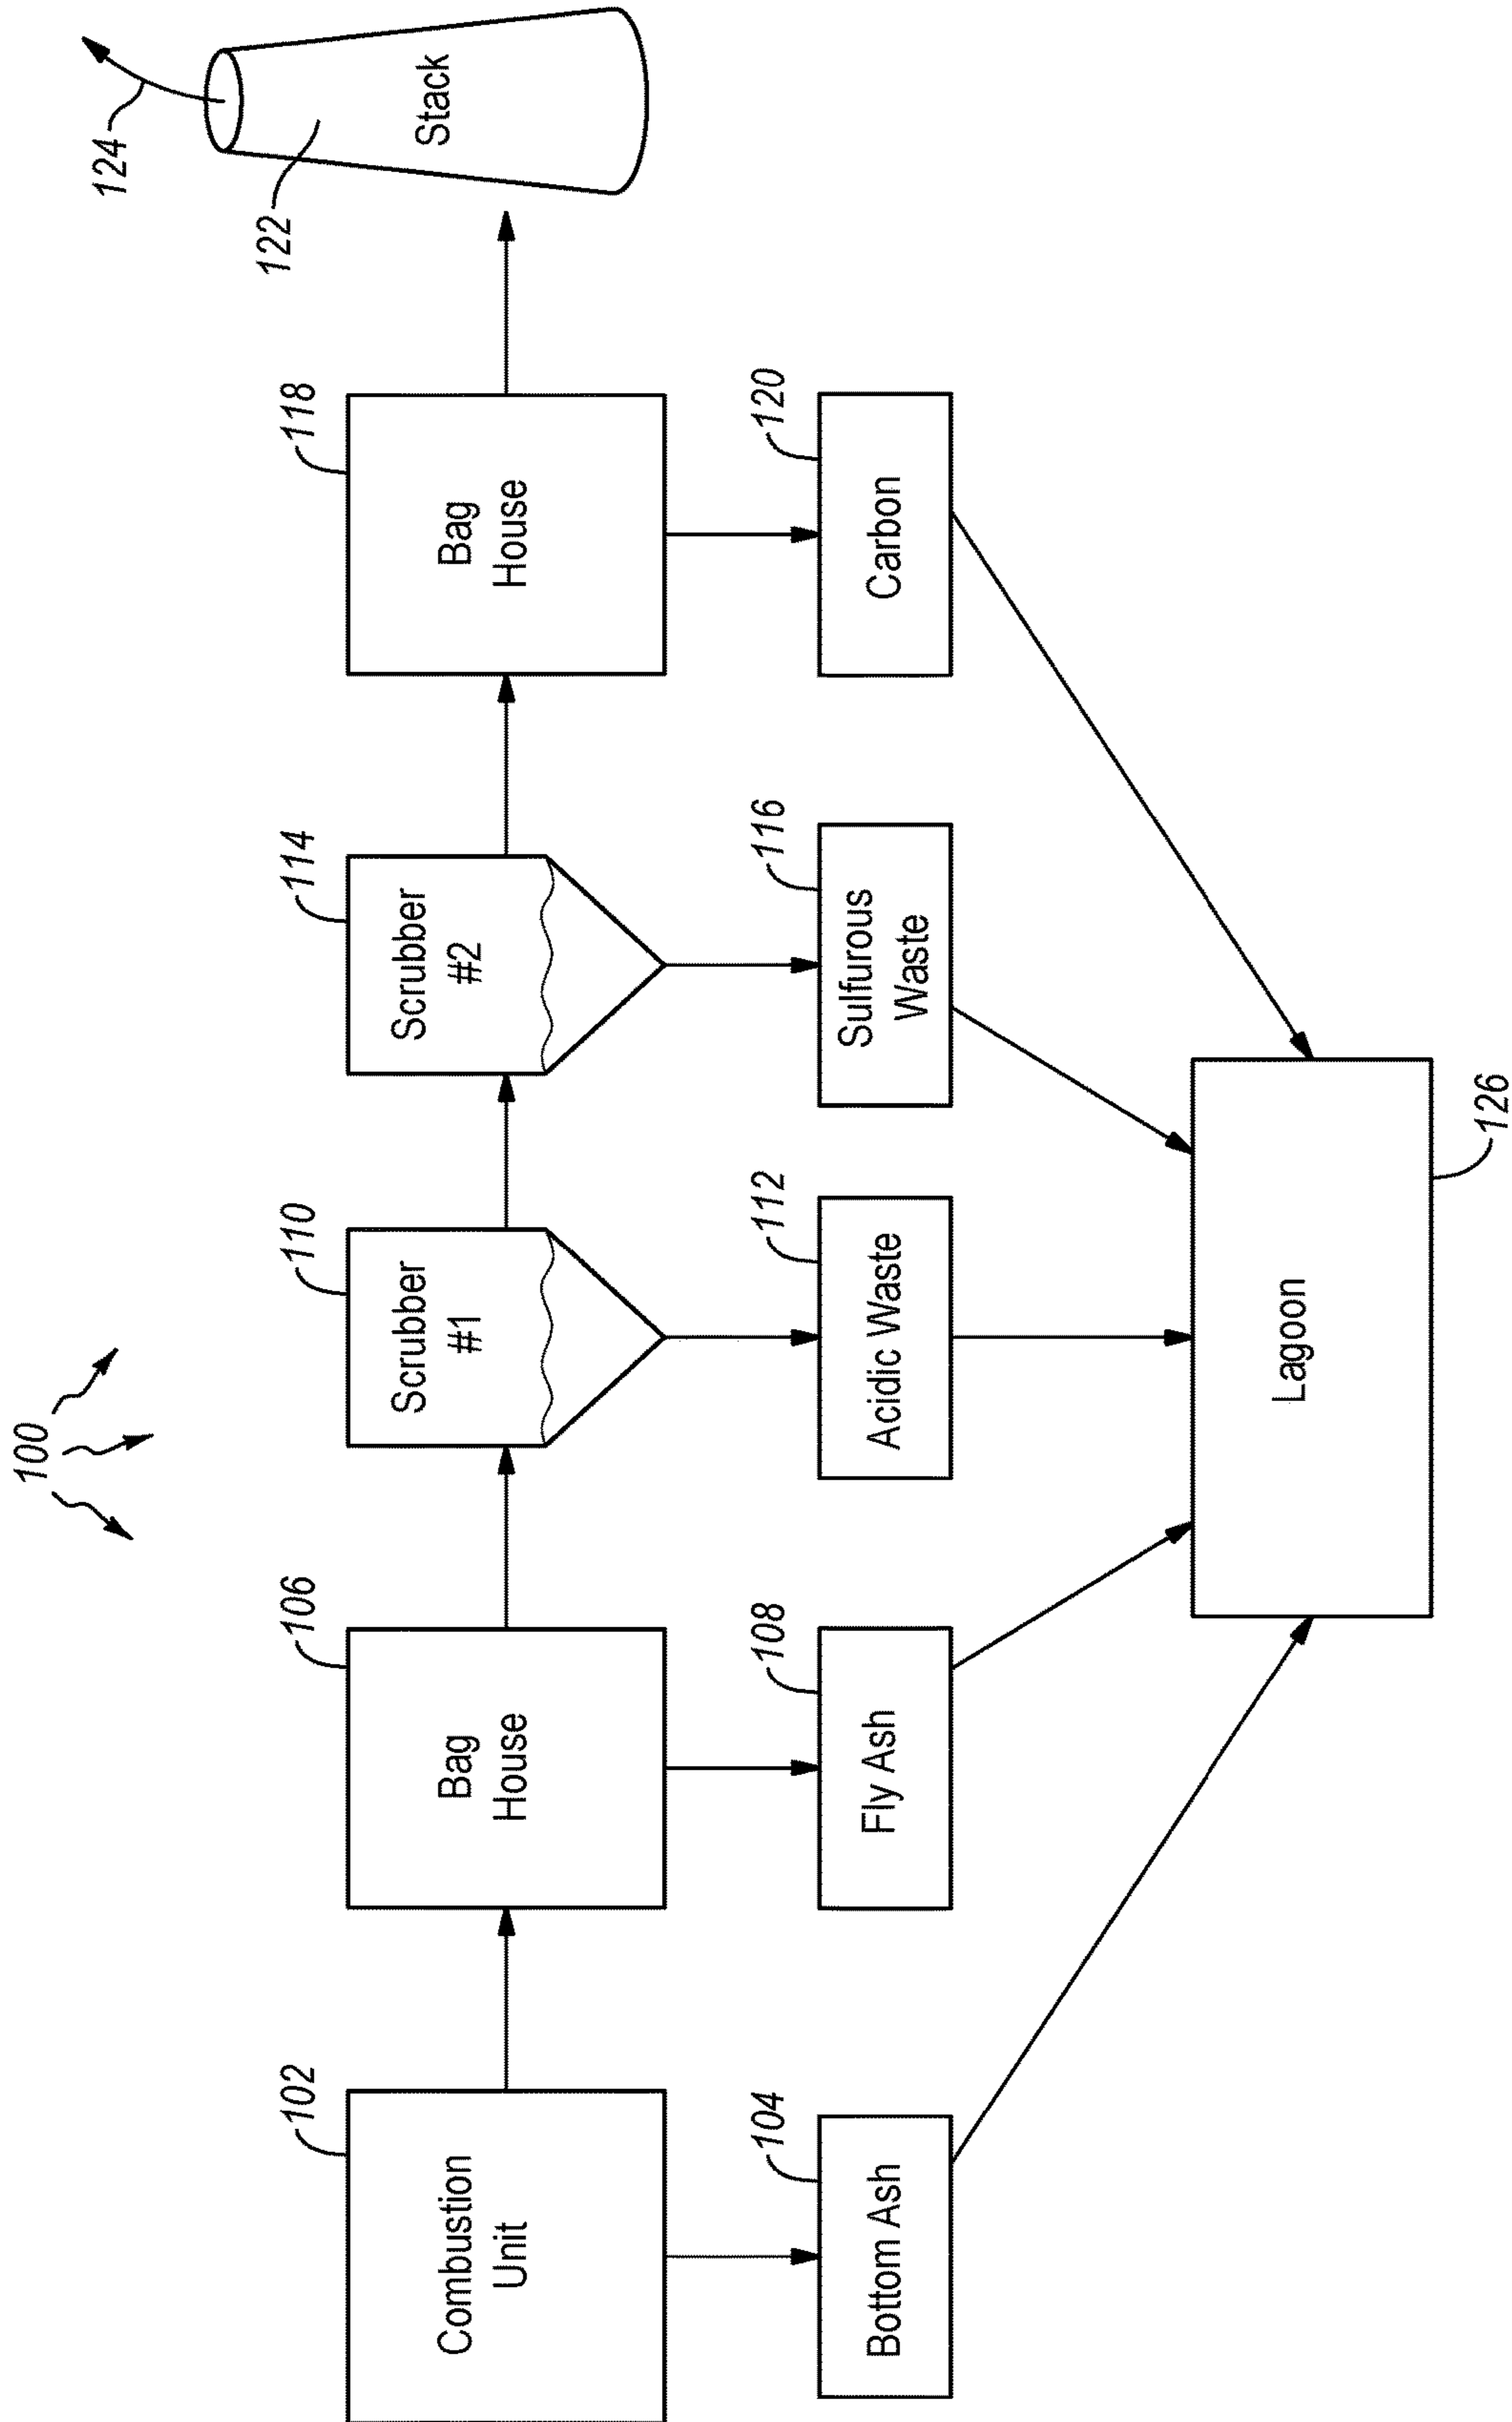 100
102
Combustion
Unit
106
Bag
House
110
Scrubber
#1
114
Scrubber
#2
118
Bag
House
124
122
Stack
104
Bottom Ash
108
Fly Ash
112
Acidic Waste
116
Sulfurous
Waste
120
Carbon
Lagoon
126